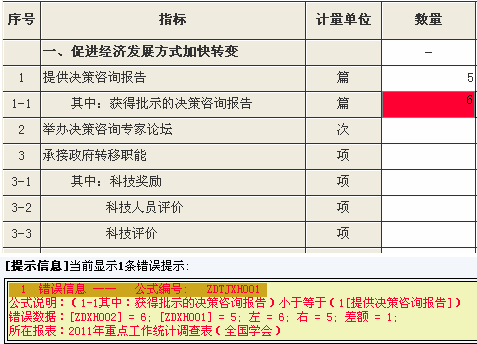 序号 指标 计量单位 数量
一、促进经济发展方式加快转变 –
1 提供决策咨询报告 篇 5
1-1 其中：获得批示的决策咨询报告 篇 6
2 举办决策咨询专家论坛 次
3 承接政府转移职能 项
3-1 其中：科技奖励 项
3-2 科技人员评价 项
3-3 科技评价 项
[提示信息]当前显示1条错误提示:
1 错误信息 —— 公式编号: ZDTJXH001
公式说明:(1-1其中：获得批示的决策咨询报告)小于等于(1[提供决策咨询报告])
错误数据:[ZDXH002] = 6; [ZDXH001] = 5; 左 = 6; 右 = 5; 差额 = 1;
所在报表:2011年重点工作统计调查表(全国学会)